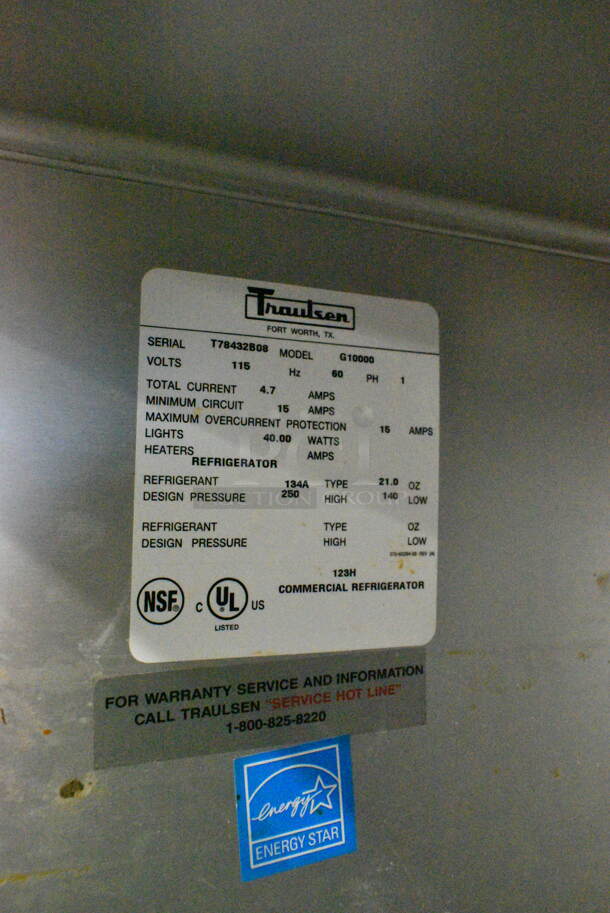 Traulsen
FORT WORTH, TX.
SERIAL T78432B08 MODEL G10000
VOLTS 115 Hz 60 PH 1
TOTAL CURRENT 4.7 AMPS
MINIMUM CIRCUIT 15 AMPS
MAXIMUM OVERCURRENT PROTECTION 15 AMPS
LIGHTS 40.00 WATTS
HEATERS AMPS
REFRIGERATOR
REFRIGERANT 134A TYPE 21.0 OZ
DESIGN PRESSURE 250 HIGH 140 LOW
REFRIGERANT TYPE OZ
DESIGN PRESSURE HIGH LOW
123H
COMMERCIAL REFRIGERATOR
NSF®
C UL US
LISTED
FOR WARRANTY SERVICE AND INFORMATION
CALL TRAULSEN "SERVICE HOT LINE"
1-800-825-8220
energy
ENERGY STAR